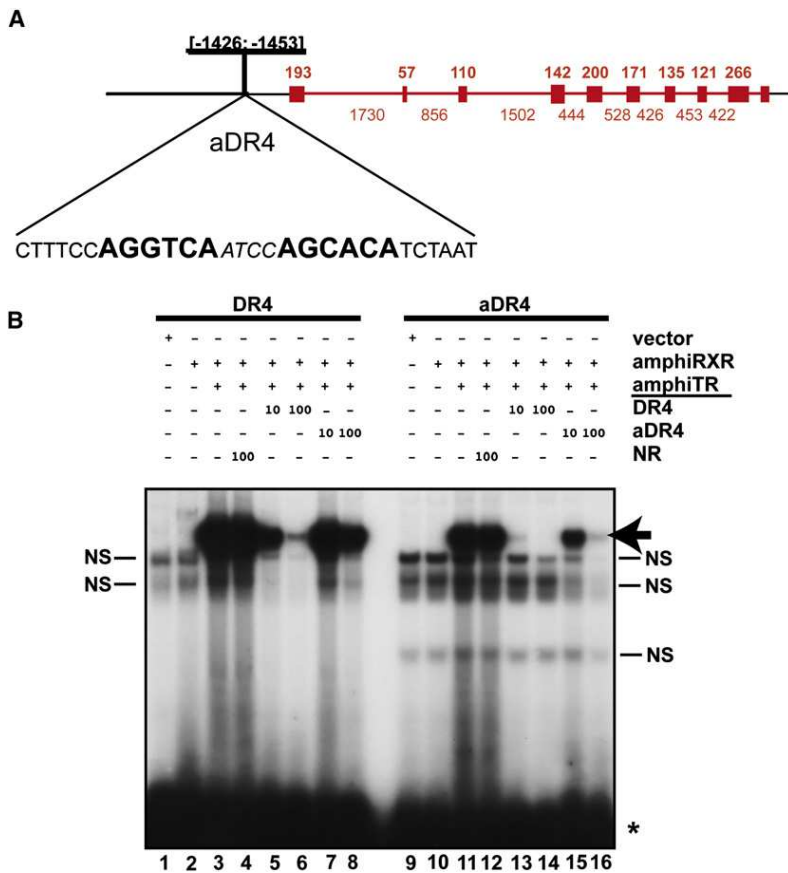 A
[-1426; -1453]
193 57 110 142 200 171 135 121 266
1730 856 1502 444 528 426 453 422
aDR4
CTTTCCAGGTCAATCCAGCACATCTAAT
B
DR4 aDR4
+ – – – – – – – + – – – – – – – vector
– + + + + + + + – + + + + + + + amphiRXR
– – + + + + + + – – + + + + + + amphiTR
– – – – 10 100 – – – – – – 10 100 – – DR4
– – – – – – 10 100 – – – – – – 10 100 aDR4
– – – 100 – – – – – – – 100 – – – – NR
NS NS
NS NS
NS
*
1 2 3 4 5 6 7 8 9 10 11 12 13 14 15 16